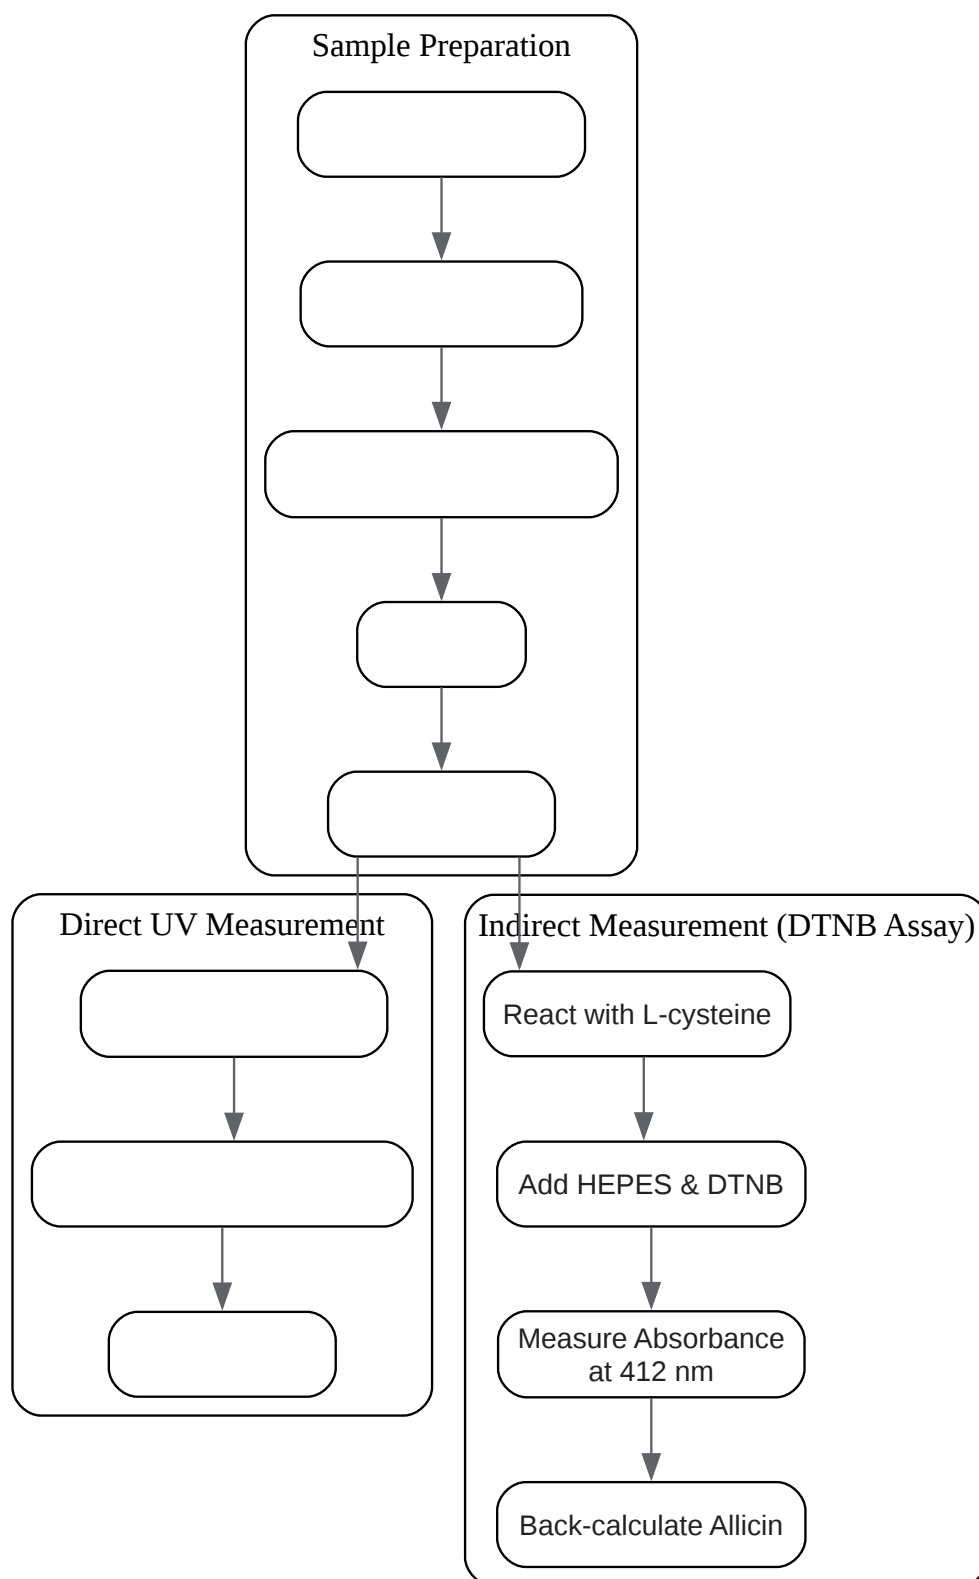 Sample Preparation
Direct UV Measurement
Indirect Measurement (DTNB Assay)
React with L-cysteine
Add HEPES & DTNB
Measure Absorbance
at 412 nm
Back-calculate Allicin